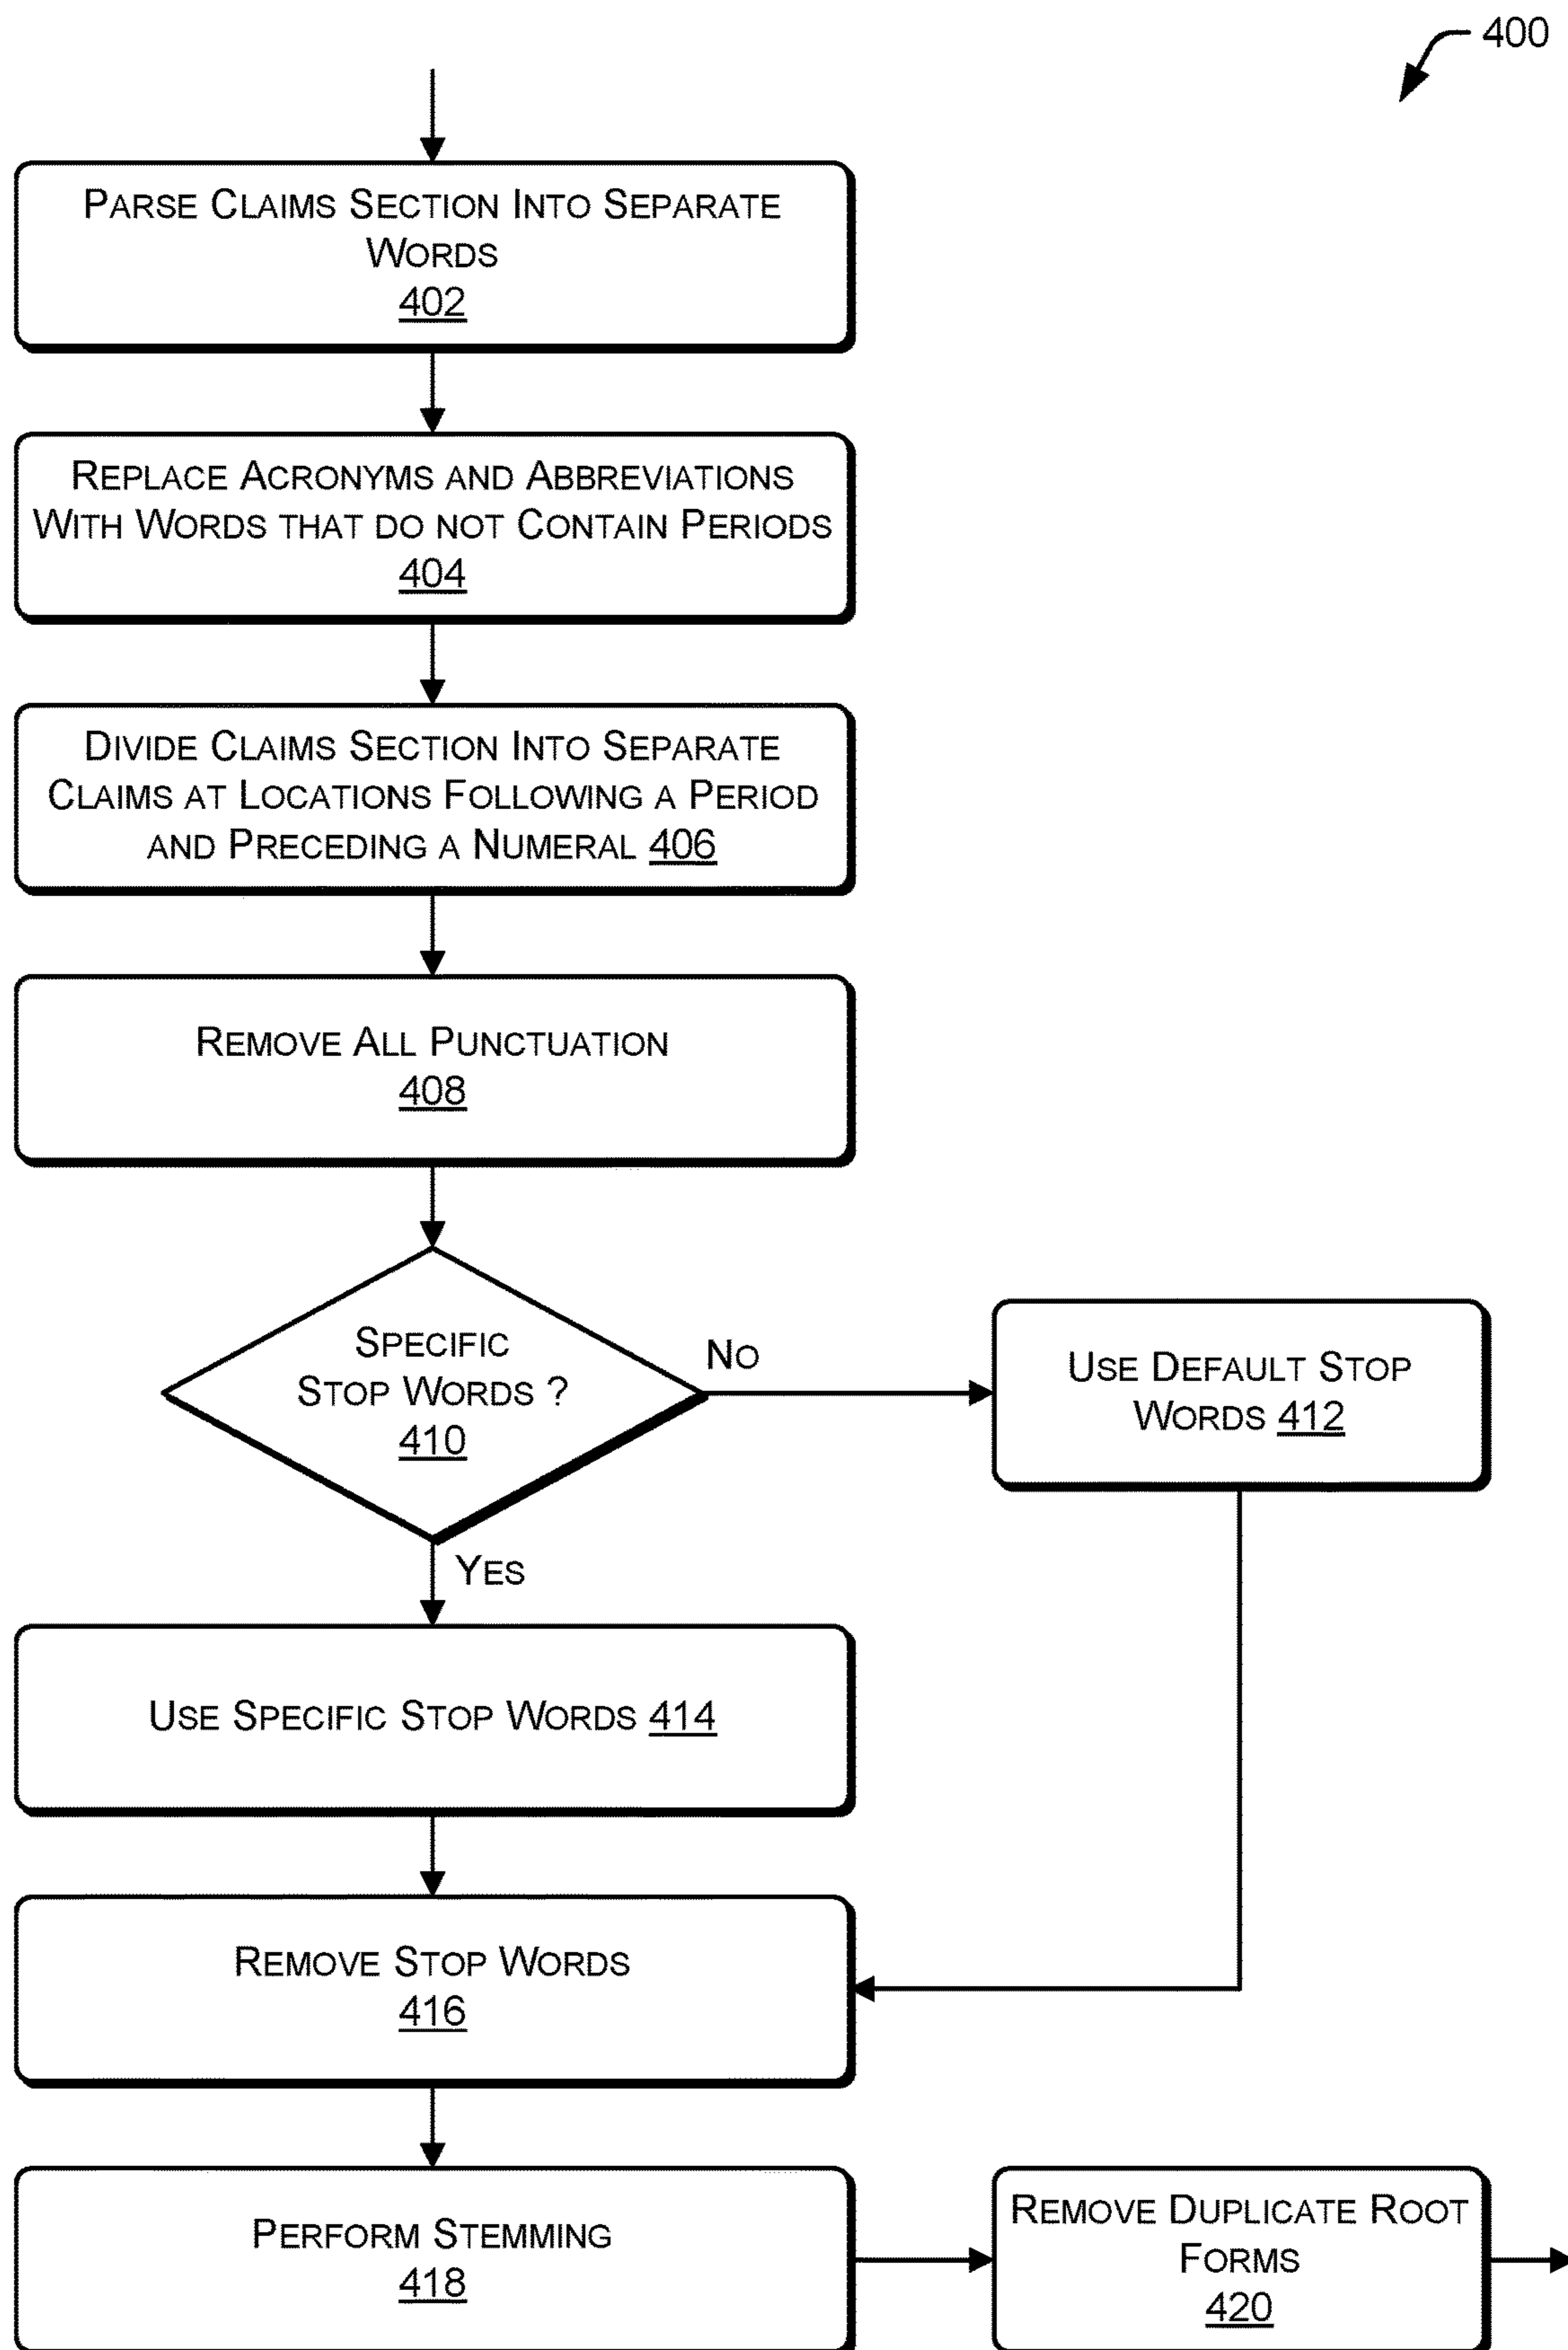 400
PARSE CLAIMS SECTION INTO SEPARATE
WORDS
402
REPLACE ACRONYMS AND ABBREVIATIONS
WITH WORDS THAT DO NOT CONTAIN PERIODS
404
DIVIDE CLAIMS SECTION INTO SEPARATE
CLAIMS AT LOCATIONS FOLLOWING A PERIOD
AND PRECEDING A NUMERAL 406
REMOVE ALL PUNCTUATION
408
SPECIFIC
STOP WORDS ?
410
NO
USE DEFAULT STOP
WORDS 412
YES
USE SPECIFIC STOP WORDS 414
REMOVE STOP WORDS
416
PERFORM STEMMING
418
REMOVE DUPLICATE ROOT
FORMS
420